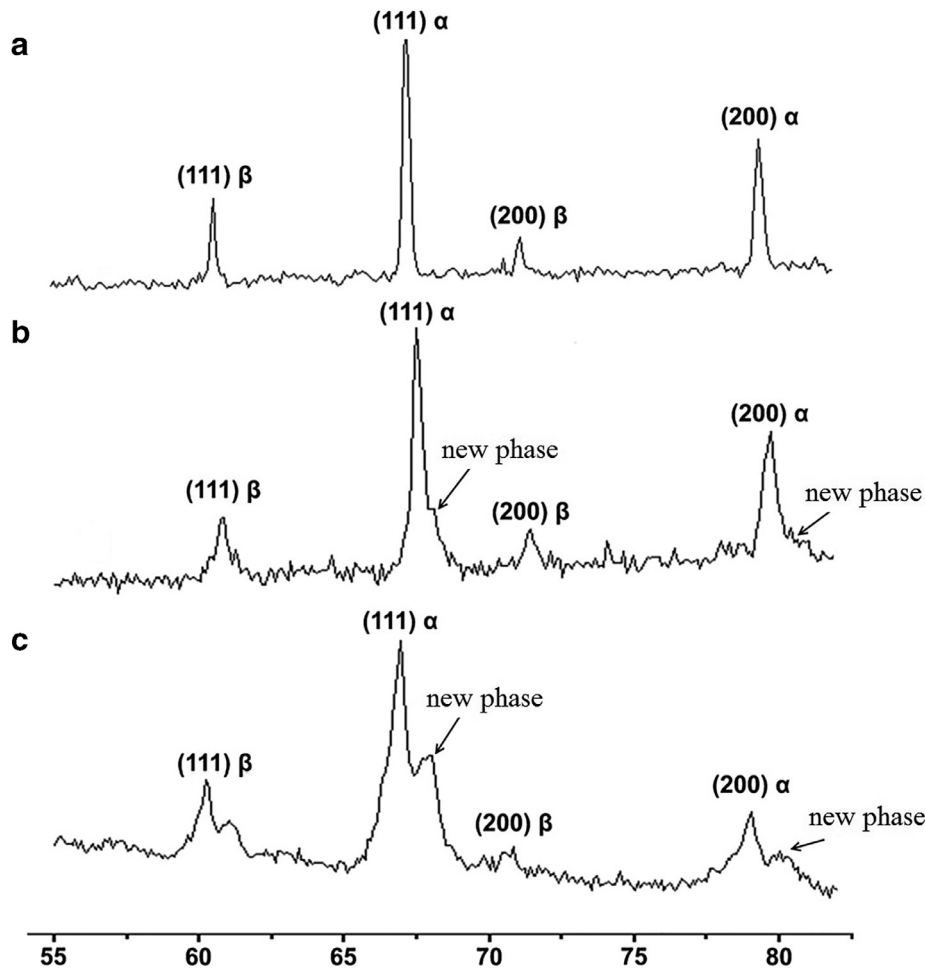 a
(111) α
(200) α
(111) β
(200) β
b
(111) α
(200) α
new phase
(111) β
new phase
(200) β
c
(111) α
new phase
(111) β
(200) α
(200) β
new phase
55 60 65 70 75 80